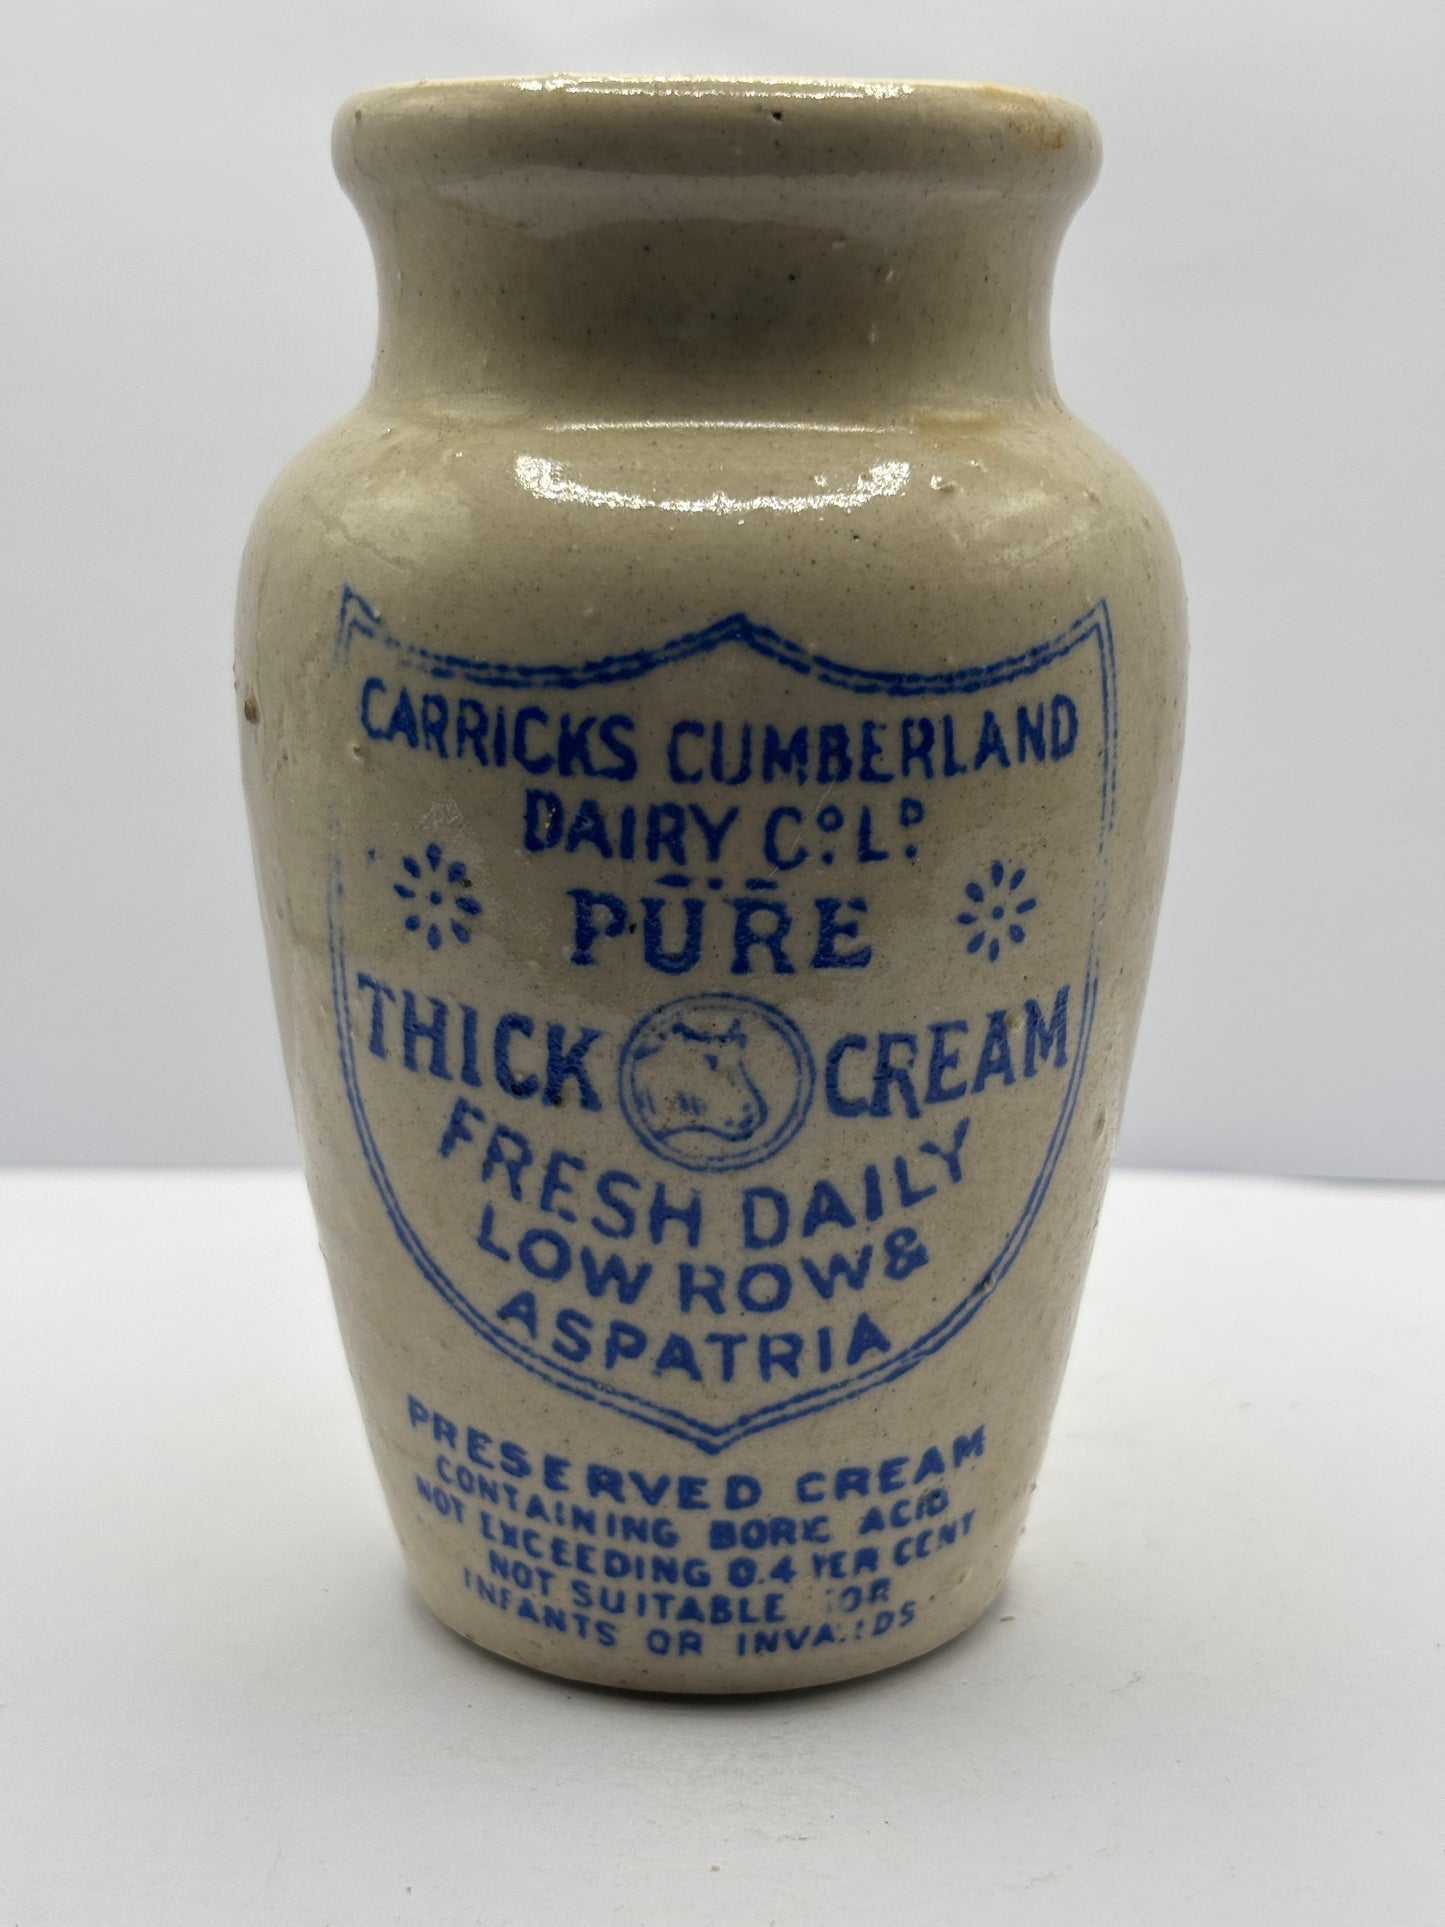 CARRICKS CUMBERLAND
DAIRY Cº. Lᴰ.
PURE
THICK CREAM
FRESH DAILY
LOW ROW &
ASPATRIA
PRESERVED CREAM
CONTAINING BORIC ACID
NOT EXCEEDING 0.4 PER CENT
NOT SUITABLE FOR
INFANTS OR INVALIDS